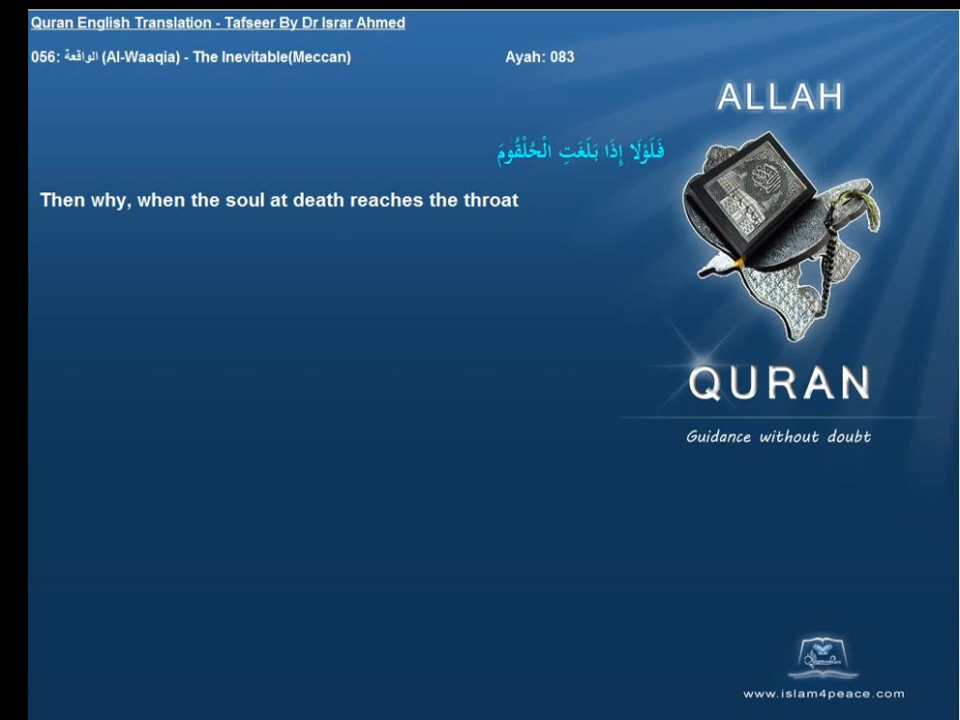 Quran English Translation - Tafseer By Dr Israr Ahmed
056: الواقعة (Al-Waaqia) - The Inevitable(Meccan) Ayah: 083
ALLAH
فَلَوْلَا إِذَا بَلَغَتِ الْحُلْقُومَ
Then why, when the soul at death reaches the throat
QURAN
Guidance without doubt
www.islam4peace.com